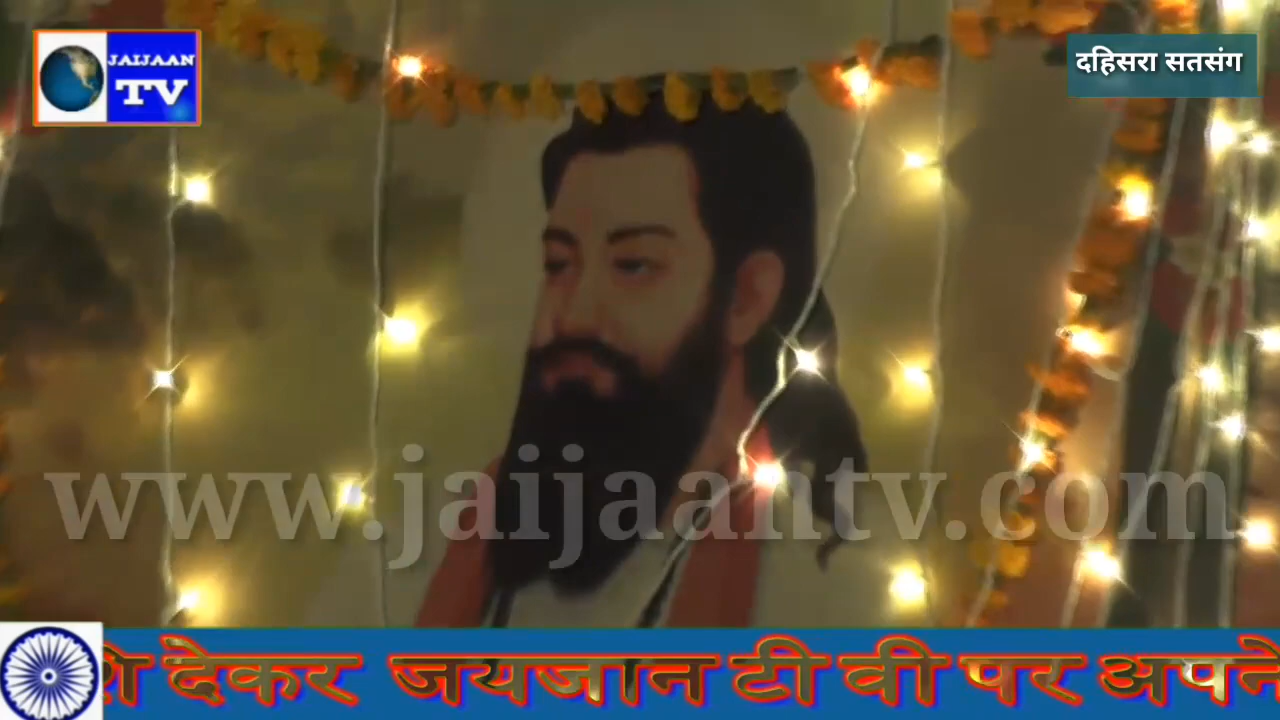 JAIJAAN
TV
दहिसरा सतसंग
www.jaijaantv.com
देकर जयजान टी वी पर अपने